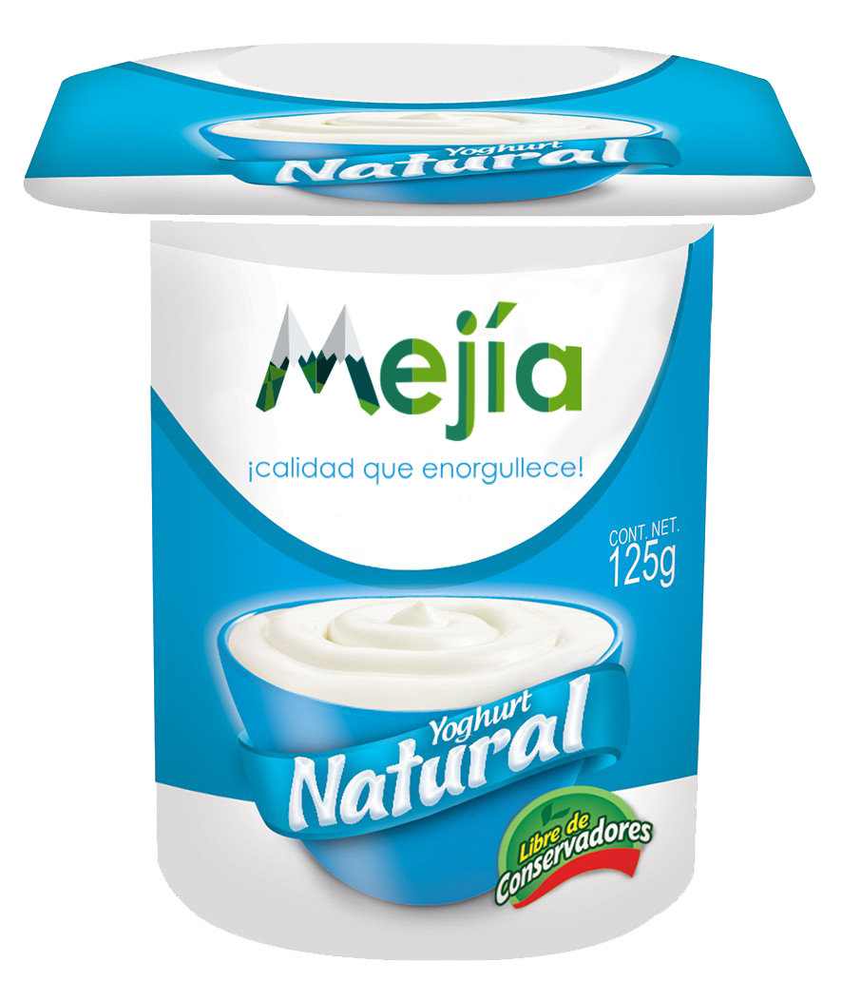 Yoghurt
Natural
Mejía
¡calidad que enorgullece!
CONT. NET.
125g
Yoghurt
Natural
Libre de
Conservadores